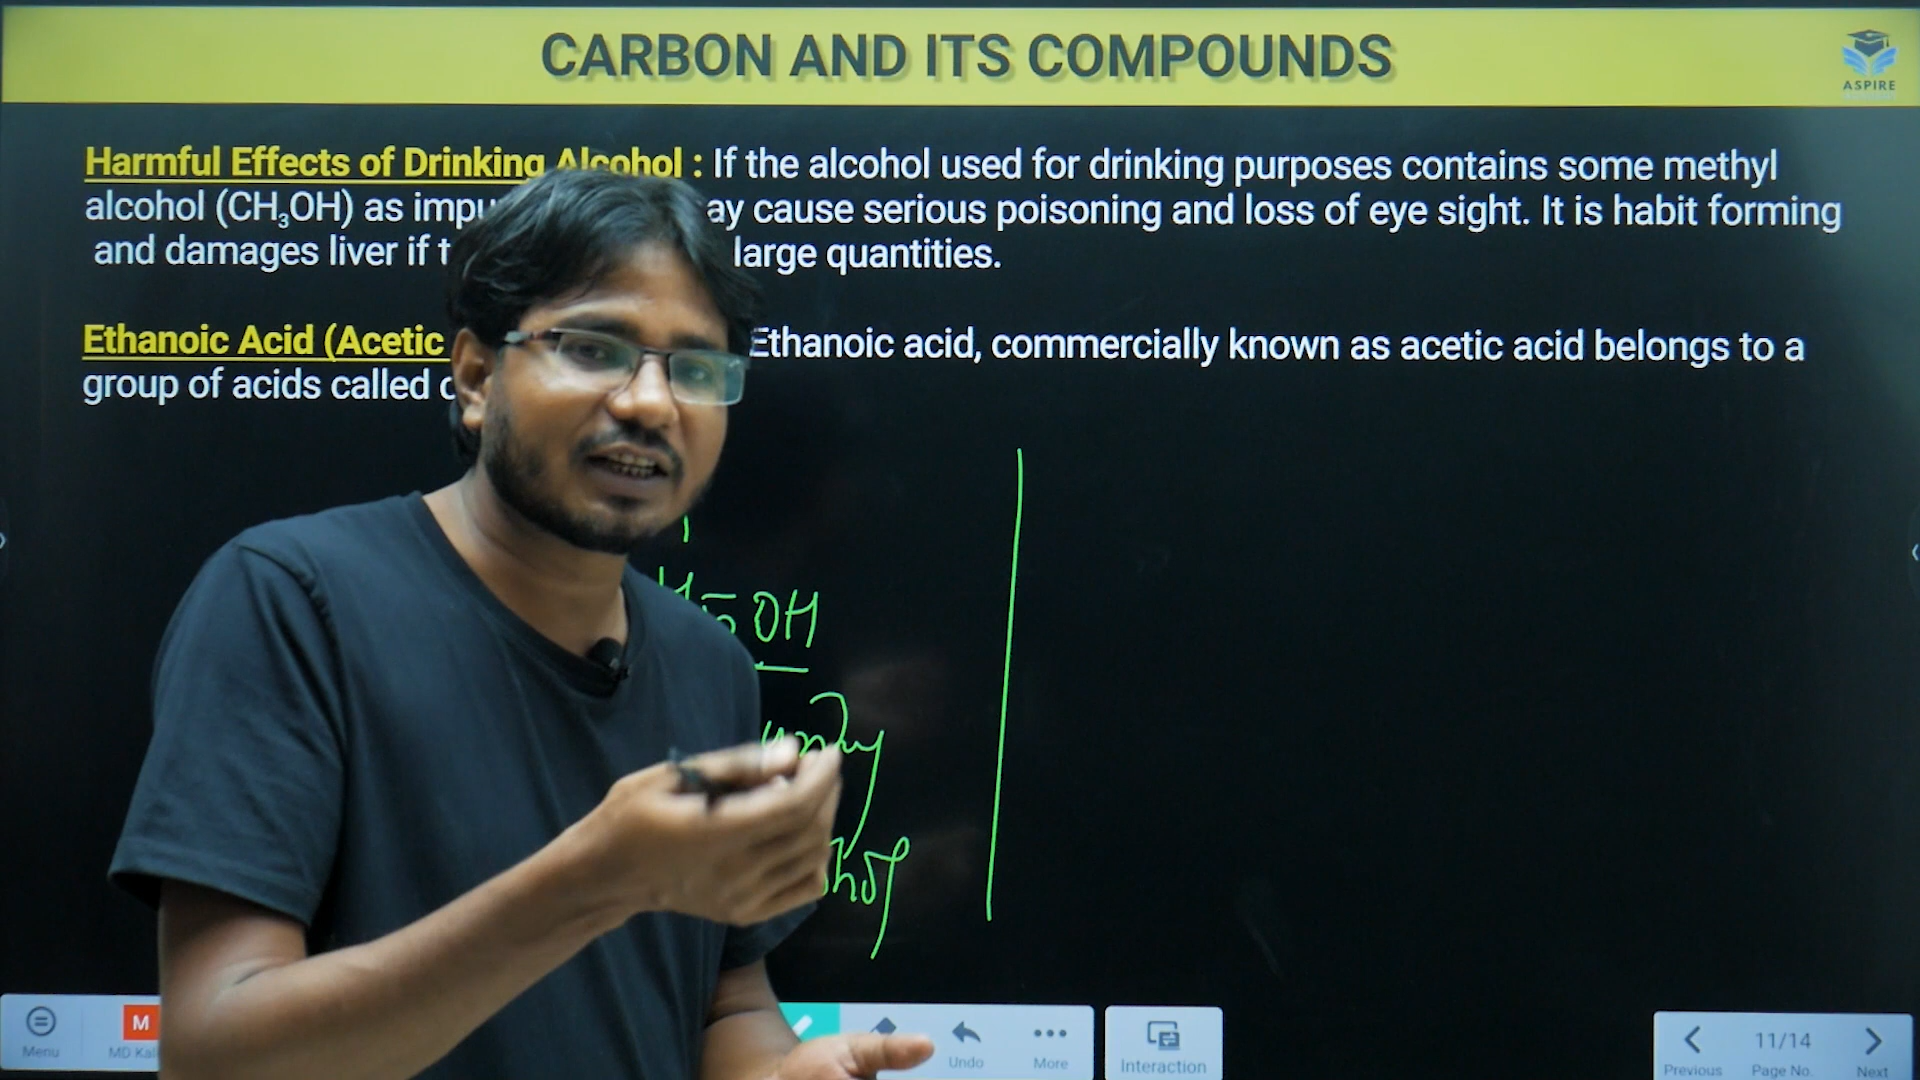 CARBON AND ITS COMPOUNDS
ASPIRE
Harmful Effects of Drinking Alcohol : If the alcohol used for drinking purposes contains some methyl
alcohol (CH₃OH) as impu ay cause serious poisoning and loss of eye sight. It is habit forming
and damages liver if t large quantities.
Ethanoic Acid (Acetic Ethanoic acid, commercially known as acetic acid belongs to a
group of acids called c
OH
Menu
M
MD Kal
Undo
More
Interaction
Previous
11/14
Page No.
Next